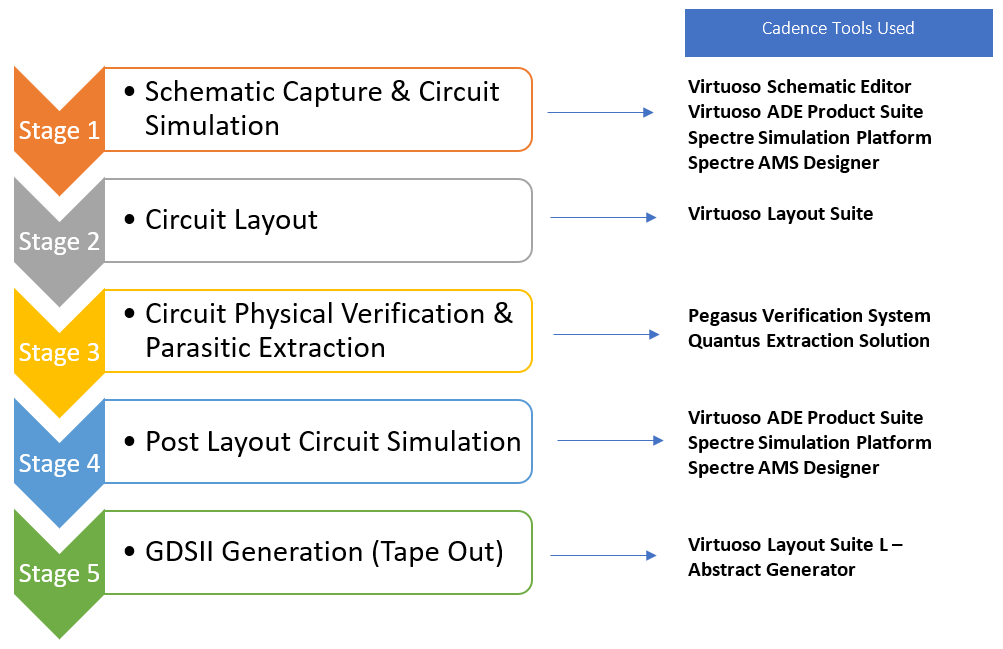 Cadence Tools Used
Stage 1
• Schematic Capture & Circuit
Simulation
Virtuoso Schematic Editor
Virtuoso ADE Product Suite
Spectre Simulation Platform
Spectre AMS Designer
Stage 2
• Circuit Layout
Virtuoso Layout Suite
Stage 3
• Circuit Physical Verification &
Parasitic Extraction
Pegasus Verification System
Quantus Extraction Solution
Stage 4
• Post Layout Circuit Simulation
Virtuoso ADE Product Suite
Spectre Simulation Platform
Spectre AMS Designer
Stage 5
• GDSII Generation (Tape Out)
Virtuoso Layout Suite L –
Abstract Generator